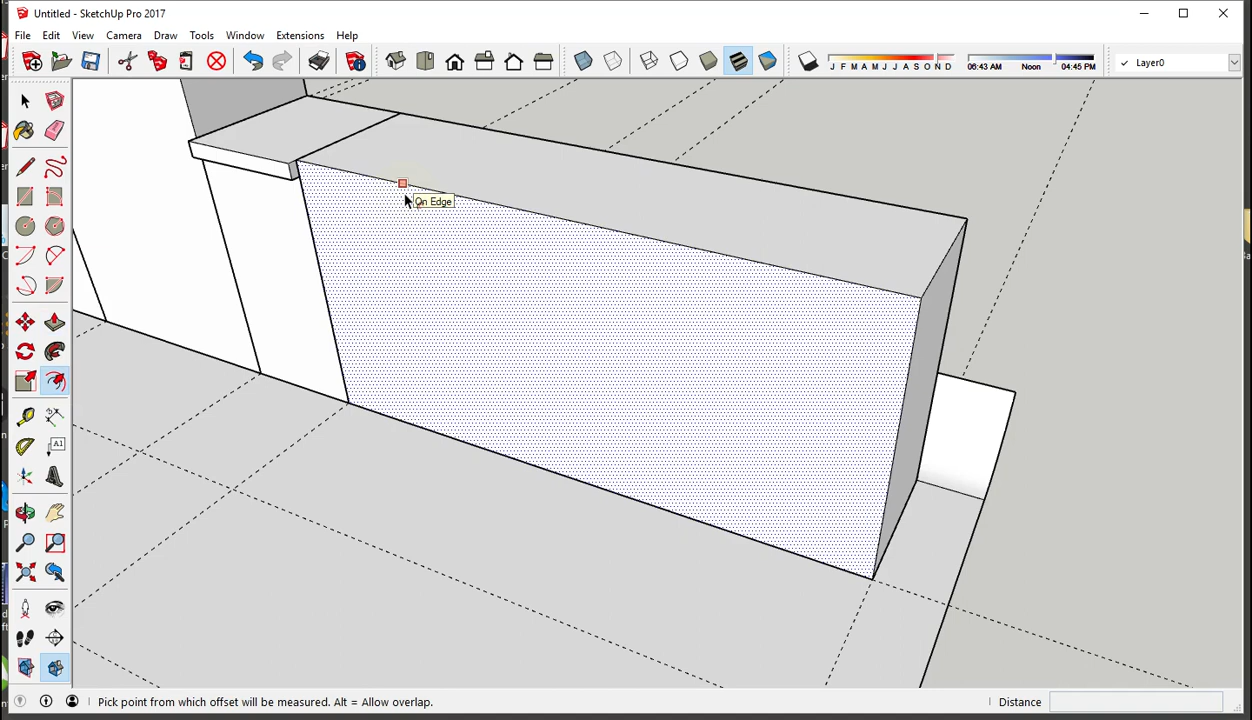 Untitled - SketchUp Pro 2017
File Edit View Camera Draw Tools Window Extensions Help
J F M A M J J A S O N D
06:43 AM Noon 04:45 PM
Layer0
On Edge
A1
Pick point from which offset will be measured. Alt = Allow overlap.
Distance